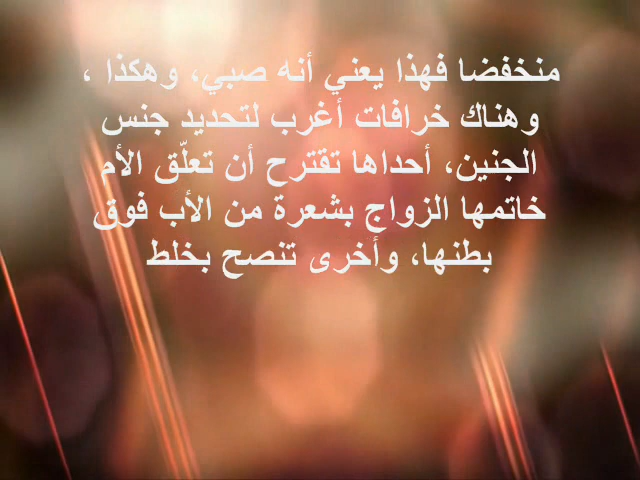 منخفضا فهذا يعني أنه صبي، وهكذا ،
وهناك خرافات أغرب لتحديد جنس
الجنين، أحداها تقترح أن تعلّق الأم
خاتمها الزواج بشعرة من الأب فوق
بطنها، وأخرى تنصح بخلط